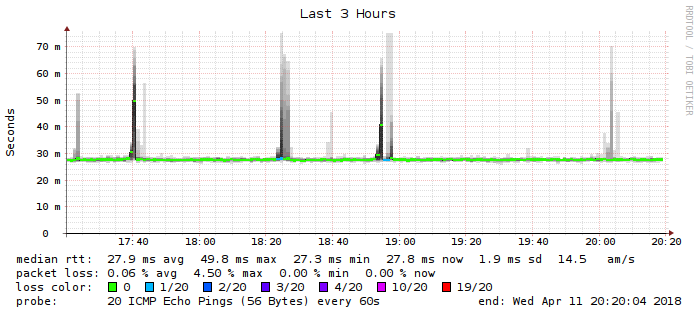 Last 3 Hours
RRDTOOL / TOBI OETIKER
Seconds
70 m
60 m
50 m
40 m
30 m
20 m
10 m
0
17:40 18:00 18:20 18:40 19:00 19:20 19:40 20:00 20:20
median rtt: 27.9 ms avg 49.8 ms max 27.3 ms min 27.8 ms now 1.9 ms sd 14.5 am/s
packet loss: 0.06 % avg 4.50 % max 0.00 % min 0.00 % now
loss color: 0 1/20 2/20 3/20 4/20 10/20 19/20
probe: 20 ICMP Echo Pings (56 Bytes) every 60s end: Wed Apr 11 20:20:04 2018